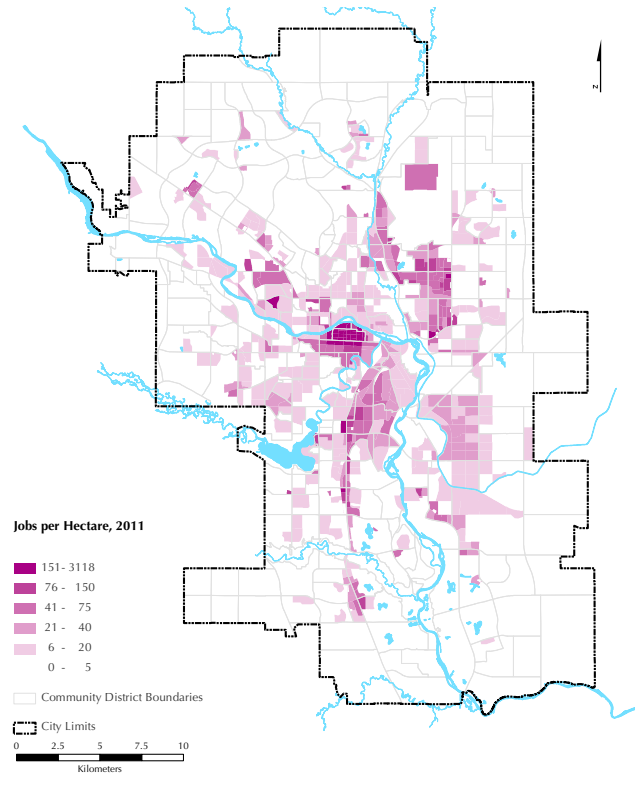 z
Jobs per Hectare, 2011
151 - 3118
76 - 150
41 - 75
21 - 40
6 - 20
0 - 5
Community District Boundaries
City Limits
0 2.5 5 7.5 10
Kilometers